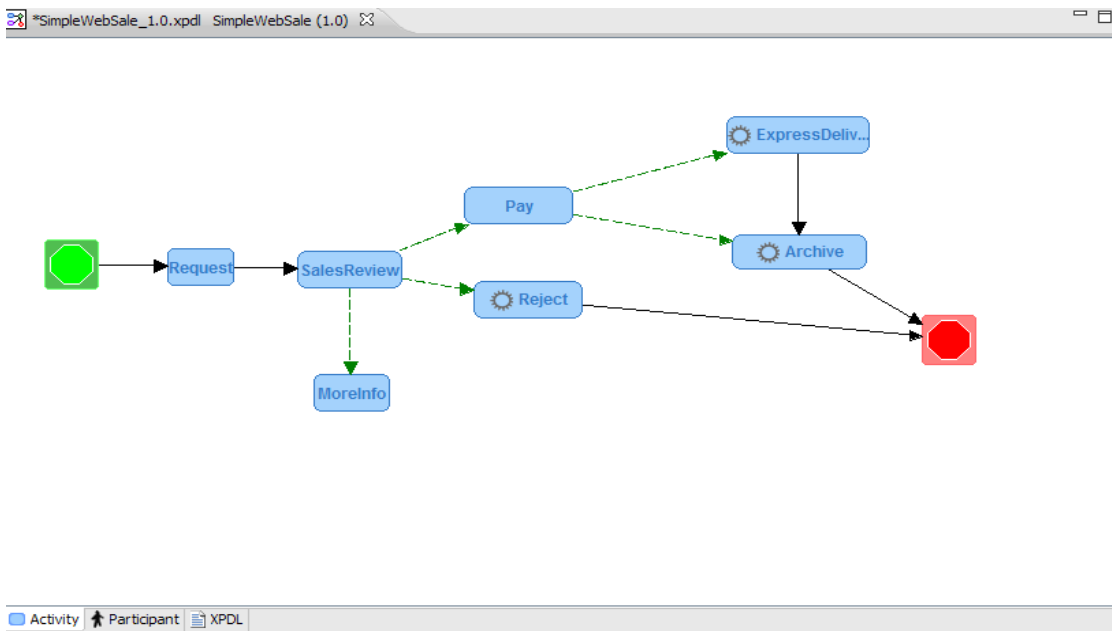 *SimpleWebSale_1.0.xpdl SimpleWebSale (1.0)
ExpressDeliv...
Pay
Archive
Request
SalesReview
Reject
MoreInfo
Activity Participant XPDL